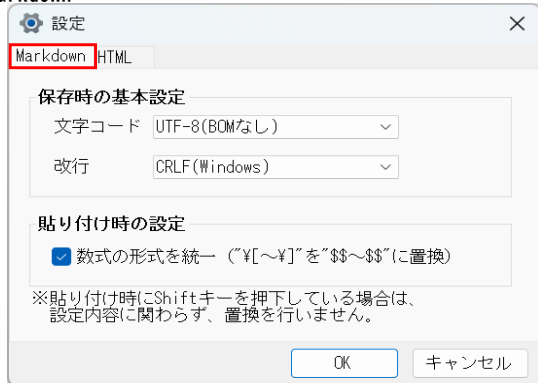 設定
Markdown HTML
保存時の基本設定
文字コード UTF-8(BOMなし)
改行 CRLF(Windows)
貼り付け時の設定
数式の形式を統一 ("¥[～¥]"を"$$～$$"に置換)
※貼り付け時にShiftキーを押下している場合は、
設定内容に関わらず、置換を行いません。
OK キャンセル